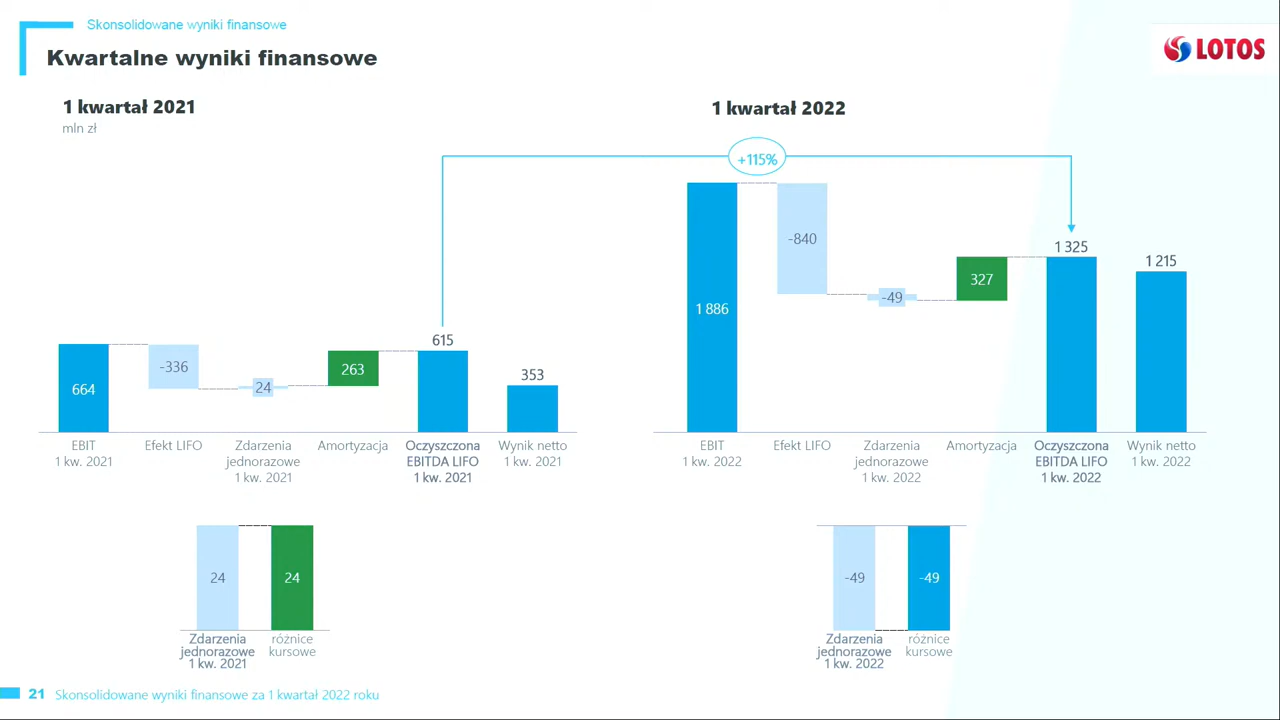 Skonsolidowane wyniki finansowe
Kwartalne wyniki finansowe
LOTOS
1 kwartał 2021
mln zł
1 kwartał 2022
+115%
664
-336
24
263
615
353
EBIT
1 kw. 2021
Efekt LIFO
Zdarzenia
jednorazowe
1 kw. 2021
Amortyzacja
Oczyszczona
EBITDA LIFO
1 kw. 2021
Wynik netto
1 kw. 2021
1 886
-840
-49
327
1 325
1 215
EBIT
1 kw. 2022
Efekt LIFO
Zdarzenia
jednorazowe
1 kw. 2022
Amortyzacja
Oczyszczona
EBITDA LIFO
1 kw. 2022
Wynik netto
1 kw. 2022
24
24
Zdarzenia
jednorazowe
1 kw. 2021
różnice
kursowe
-49
-49
Zdarzenia
jednorazowe
1 kw. 2022
różnice
kursowe
21 Skonsolidowane wyniki finansowe za 1 kwartał 2022 roku